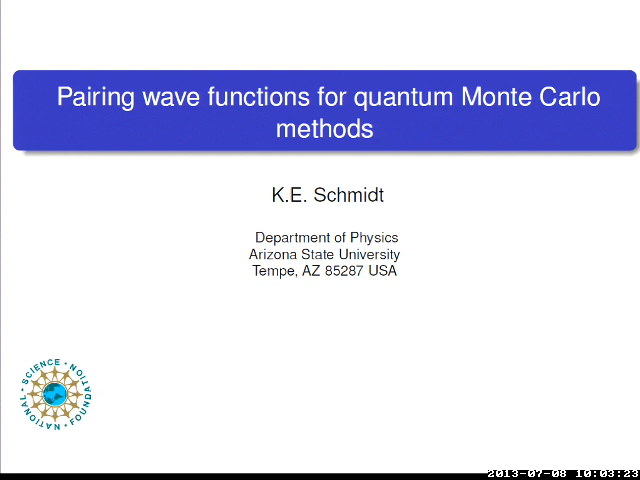 Pairing wave functions for quantum Monte Carlo
methods
K.E. Schmidt
Department of Physics
Arizona State University
Tempe, AZ 85287 USA
NATIONAL • SCIENCE • FOUNDATION •
2013-07-08 10:03:23